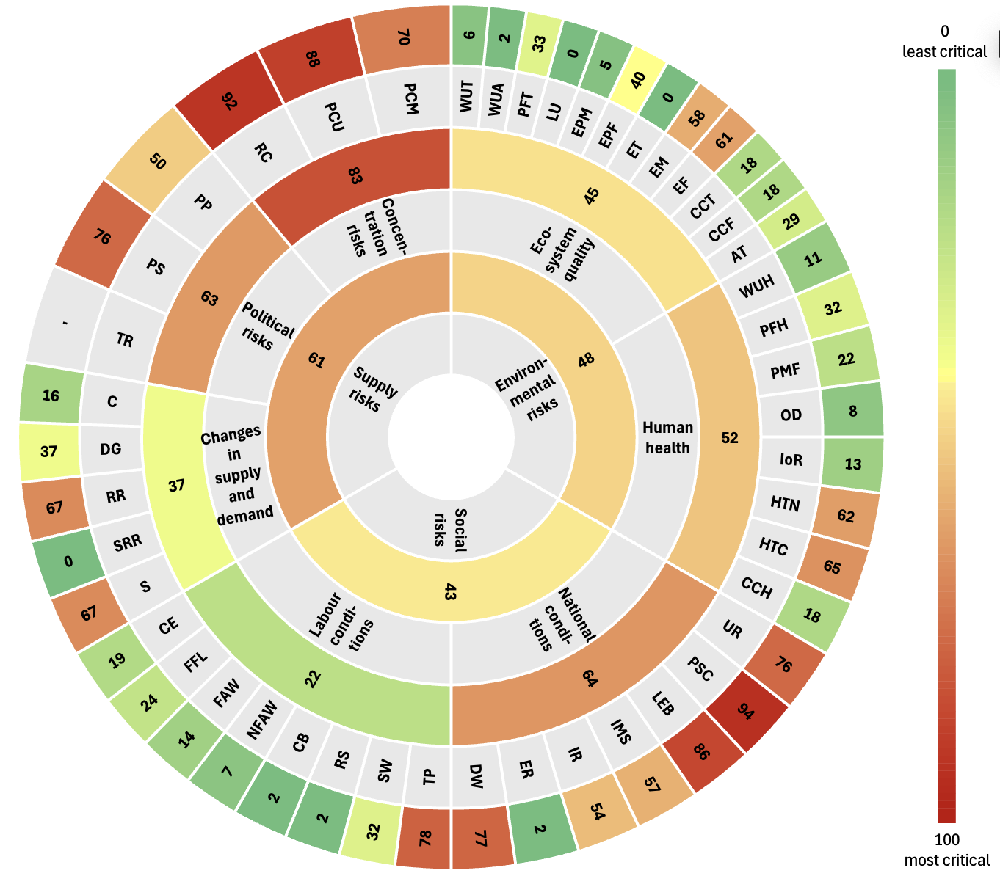 0
least critical
100
most critical
Environ-
mental
risks
48
Eco-
system
quality
45
WUT
6
WUA
2
PFT
33
LU
0
EPM
5
EPF
40
ET
0
EM
58
EF
61
CCT
18
CCF
18
AT
29
Human
health
52
WUH
11
PFH
32
PMF
22
OD
8
IoR
13
HTN
62
HTC
65
CCH
18
Social
risks
43
National
condi-
tions
64
UR
76
PSC
94
LEB
86
IMS
57
IR
54
ER
2
DW
77
Labour
condi-
tions
22
TP
78
SW
32
RS
2
CB
2
NFAW
7
FAW
14
FFL
24
CE
19
Supply
risks
61
Changes
in
supply
and
demand
37
S
67
SRR
0
RR
67
DG
37
C
16
Political
risks
63
TR
-
PS
76
PP
50
Concen-
tration
risks
83
RC
92
PCU
88
PCM
70